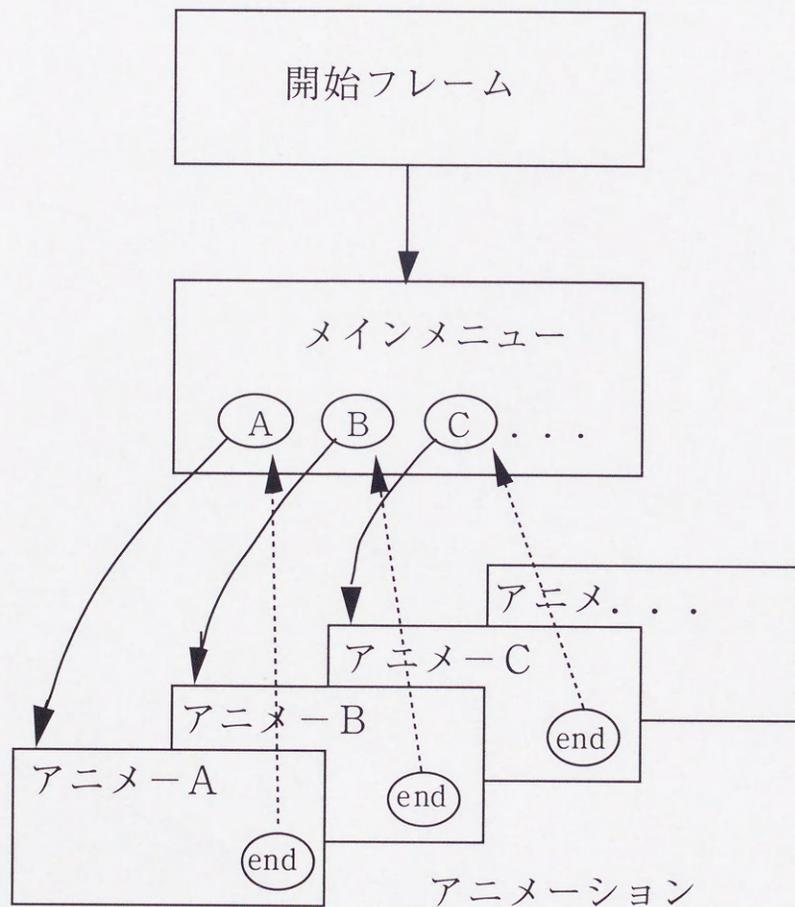 開始フレーム
メインメニュー
A B C . . .
アニメ. . .
アニメーC
アニメーB
アニメーA
end
end
end
アニメーション